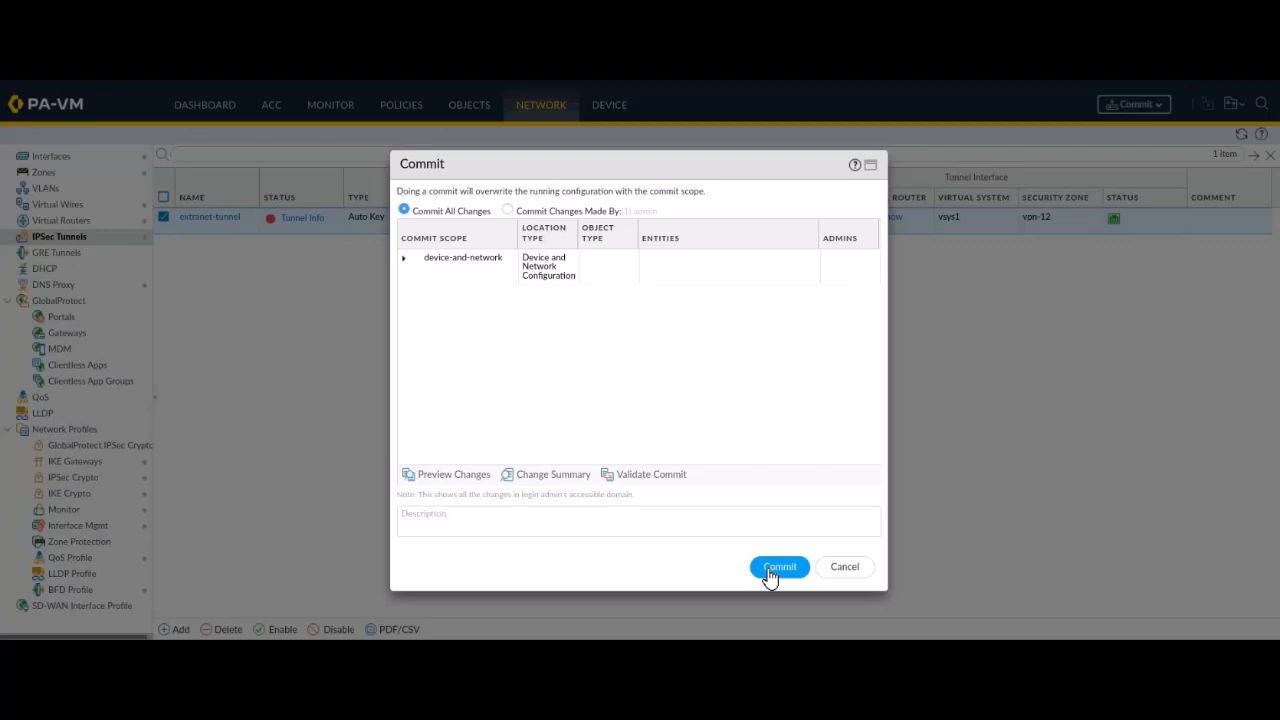 PA-VM
DASHBOARD ACC MONITOR POLICIES OBJECTS NETWORK DEVICE
Commit
1 item
Interfaces
Zones
VLANs
Virtual Wires
Virtual Routers
IPSec Tunnels
GRE Tunnels
DHCP
DNS Proxy
GlobalProtect
Portals
Gateways
MDM
Clientless Apps
Clientless App Groups
QoS
LLDP
Network Profiles
GlobalProtect IPSec Crypto
IKE Gateways
IPSec Crypto
IKE Crypto
Monitor
Interface Mgmt
Zone Protection
QoS Profile
LLDP Profile
BFD Profile
SD-WAN Interface Profile
Tunnel Interface
NAME STATUS TYPE ROUTER VIRTUAL SYSTEM SECURITY ZONE STATUS COMMENT
extranet-tunnel Tunnel Info Auto Key vsys1 vpn-12
Commit
Doing a commit will overwrite the running configuration with the commit scope.
Commit All Changes Commit Changes Made By:(1) admin
COMMIT SCOPE LOCATION TYPE OBJECT TYPE ENTITIES ADMINS
device-and-network Device and
Network
Configuration
Preview Changes Change Summary Validate Commit
Note: This shows all the changes in login admin's accessible domain.
Description
Commit Cancel
Add Delete Enable Disable PDF/CSV